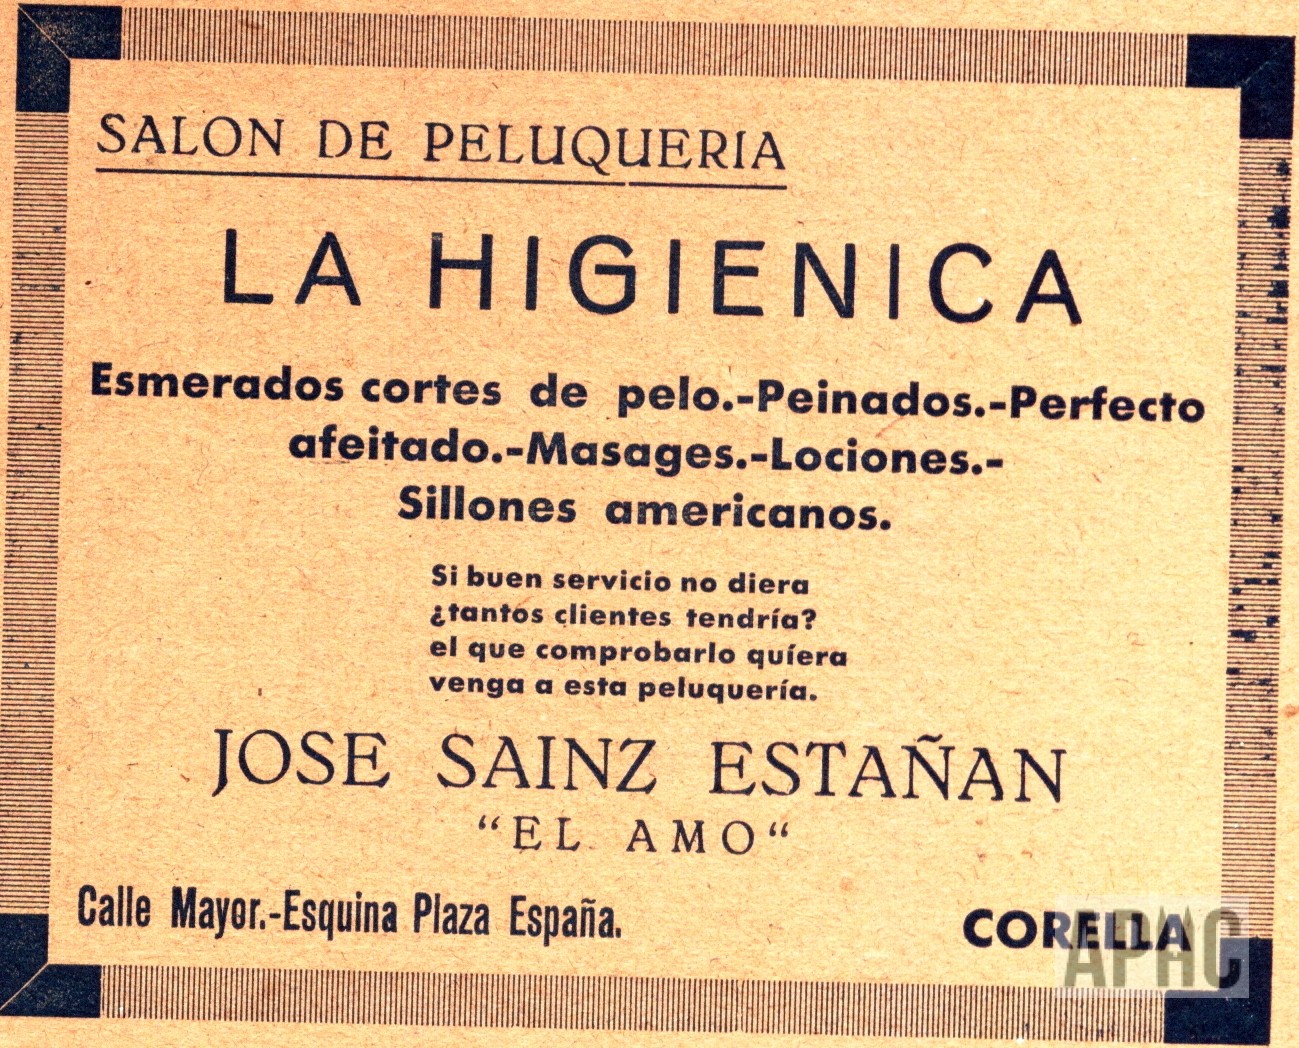 SALON DE PELUQUERIA
LA HIGIENICA
Esmerados cortes de pelo.-Peinados.-Perfecto
afeitado.-Masages.-Lociones.-
Sillones americanos.
Si buen servicio no diera
¿tantos clientes tendría?
el que comprobarlo quíera
venga a esta peluquería.
JOSE SAINZ ESTAÑAN
“EL AMO“
Calle Mayor.-Esquina Plaza España.
CORELLA
APHC